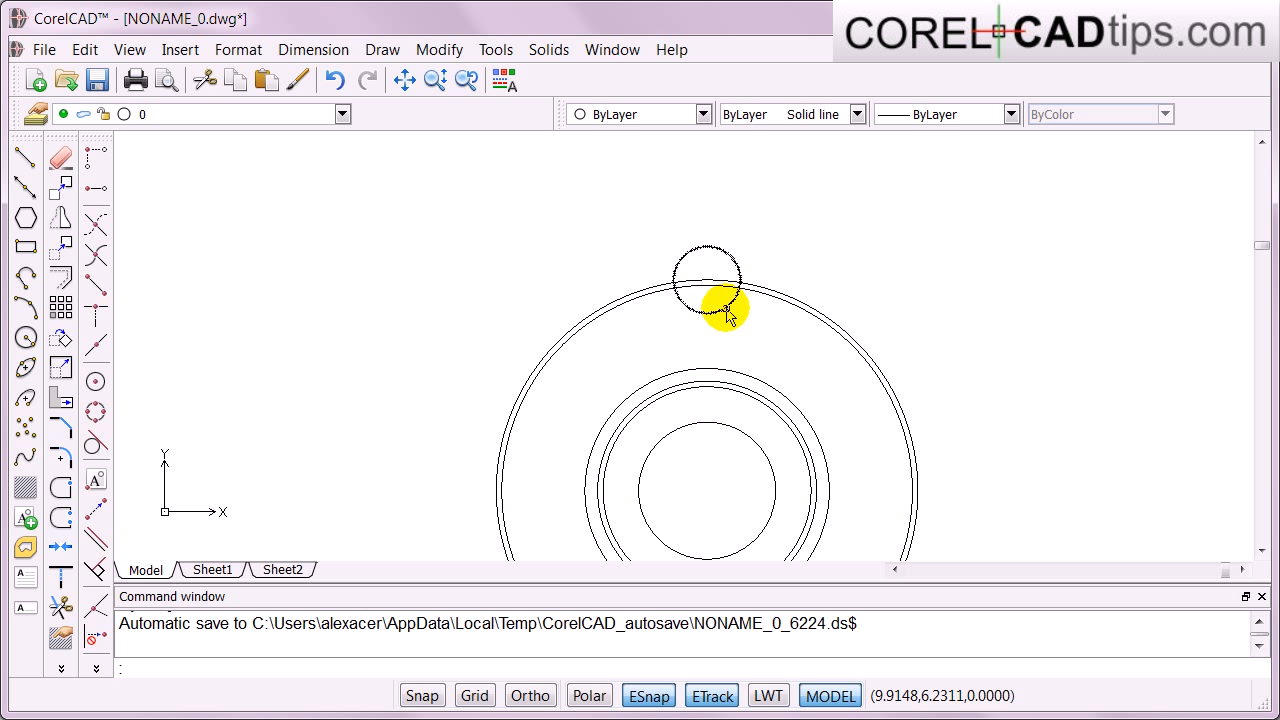 CorelCAD™ - [NONAME_0.dwg*]
COREL CADtips.com
File Edit View Insert Format Dimension Draw Modify Tools Solids Window Help
0 ByLayer ByLayer Solid line ByLayer ByColor
Y
X
Model Sheet1 Sheet2
Command window
Automatic save to C:\Users\alexacer\AppData\Local\Temp\CorelCAD_autosave\NONAME_0_6224.ds$
:
Snap Grid Ortho Polar ESnap ETrack LWT MODEL (9.9148,6.2311,0.0000)